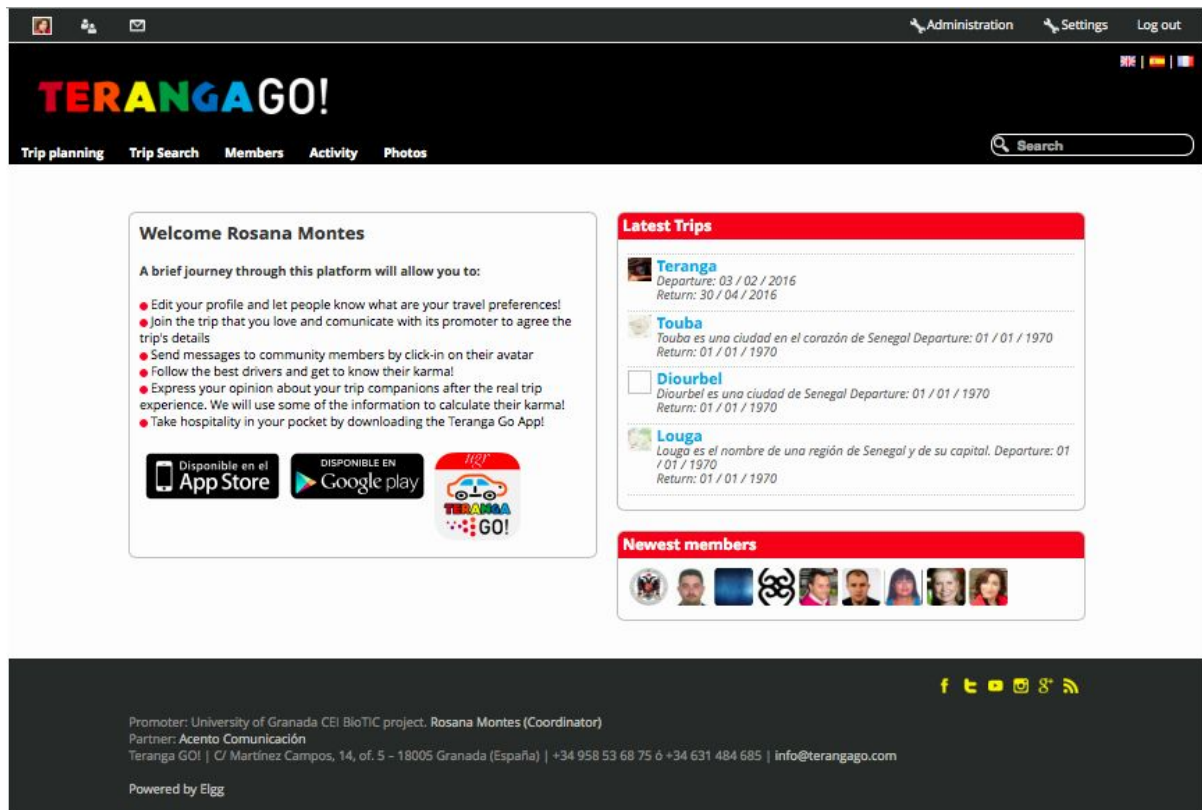 Administration Settings Log out
TERANGA GO!
Trip planning Trip Search Members Activity Photos
Search
Welcome Rosana Montes
A brief journey through this platform will allow you to:
Edit your profile and let people know what are your travel preferences!
Join the trip that you love and comunicate with its promoter to agree the
trip's details
Send messages to community members by click-in on their avatar
Follow the best drivers and get to know their karma!
Express your opinion about your trip companions after the real trip
experience. We will use some of the information to calculate their karma!
Take hospitality in your pocket by downloading the Teranga Go App!
Disponible en el
App Store
DISPONIBLE EN
Google play
ugr
TERANGA
GO!
Latest Trips
Teranga
Departure: 03 / 02 / 2016
Return: 30 / 04 / 2016
Touba
Touba es una ciudad en el corazón de Senegal Departure: 01 / 01 / 1970
Return: 01 / 01 / 1970
Diourbel
Diourbel es una ciudad de Senegal Departure: 01 / 01 / 1970
Return: 01 / 01 / 1970
Louga
Louga es el nombre de una región de Senegal y de su capital. Departure: 01
/ 01 / 1970
Return: 01 / 01 / 1970
Newest members
Promoter: University of Granada CEI BioTIC project. Rosana Montes (Coordinator)
Partner: Acento Comunicación
Teranga GO! | C/ Martínez Campos, 14, of. 5 – 18005 Granada (España) | +34 958 53 68 75 ó +34 631 484 685 | info@terangago.com
Powered by Elgg